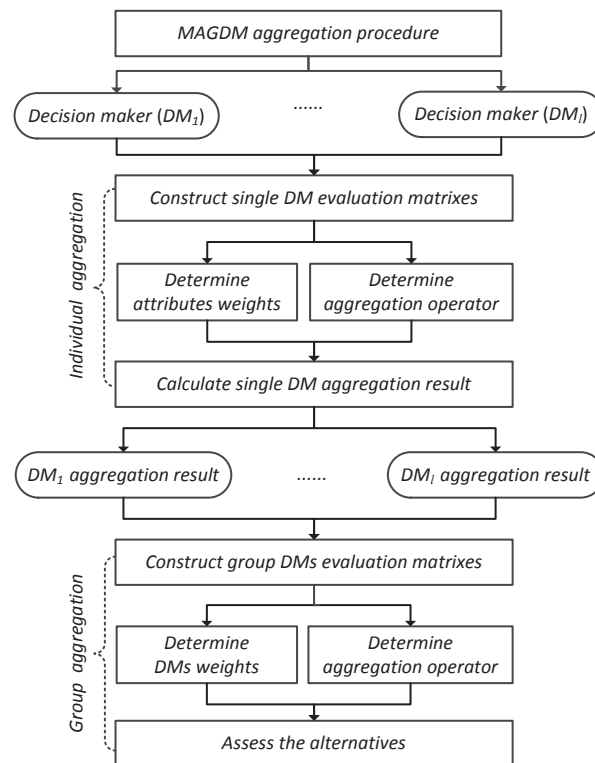 MAGDM aggregation procedure
Decision maker (DM₁)
......
Decision maker (DMₗ)
Construct single DM evaluation matrixes
Individual aggregation
Determine
attributes weights
Determine
aggregation operator
Calculate single DM aggregation result
DM₁ aggregation result
......
DMₗ aggregation result
Construct group DMs evaluation matrixes
Group aggregation
Determine
DMs weights
Determine
aggregation operator
Assess the alternatives